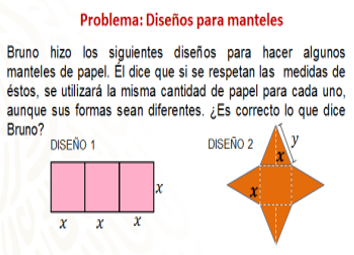 Problema: Diseños para manteles
Bruno hizo los siguientes diseños para hacer algunos
manteles de papel. Él dice que si se respetan las medidas de
éstos, se utilizará la misma cantidad de papel para cada uno,
aunque sus formas sean diferentes. ¿Es correcto lo que dice
Bruno?
DISEÑO 1
DISEÑO 2
y
x
x
x
x x x